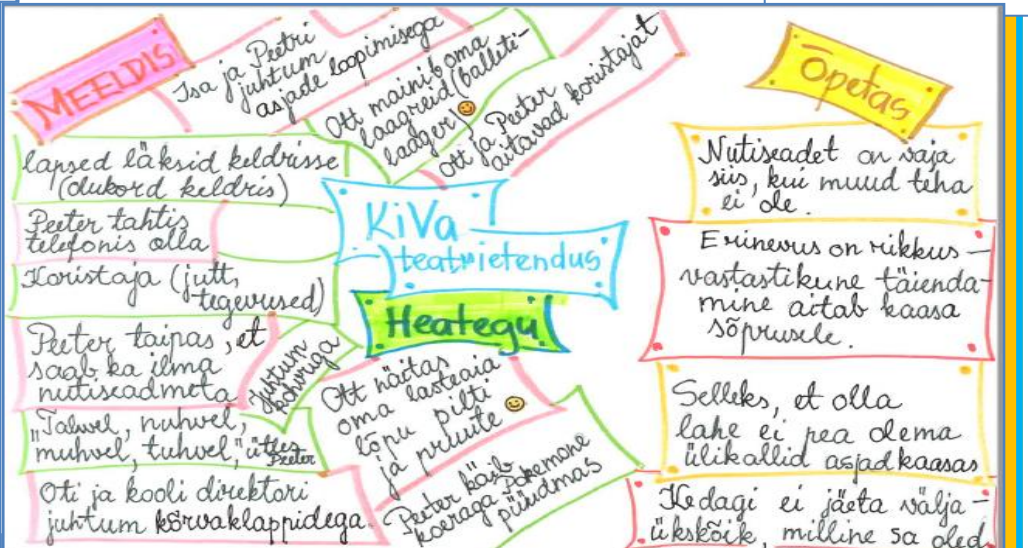 MEELDIS
Isa ja Peetri
juhtum
asjade loopimisega
Ott mainib oma
laagreid (balleti-
laager
Ott ja Peeter
aitavad koristajat
lapsed läksid keldrisse
(olukord keldris)
Peeter tahtis
telefonis olla
Koristaja (jutt,
tegevused)
Peeter taipas, et
saab ka ilma
nutiseadmeta
juhtum
kohviga
"Talwel, nuhvel,
muhvel, tuhvel," ütles
Peeter
Oti ja kooli direktori
juhtum kõrvaklappidega.
KiVa
teatrietendus
Heategu
Ott näitas
oma lasteaia
lõpu pilti
ja pruute
Peeter käib
koeraga Pokemone
püüdmas
Õpetas
Nutiseadet on vaja
siis, kui muud teha
ei ole.
Erinevus on rikkus -
vastastikune täienda-
mine aitab kaasa
sõprusele.
Selleks, et olla
lahe ei pea olema
ülikallid asjad kaasas
Kedagi ei jäeta välja -
ükskõik, milline sa oled.